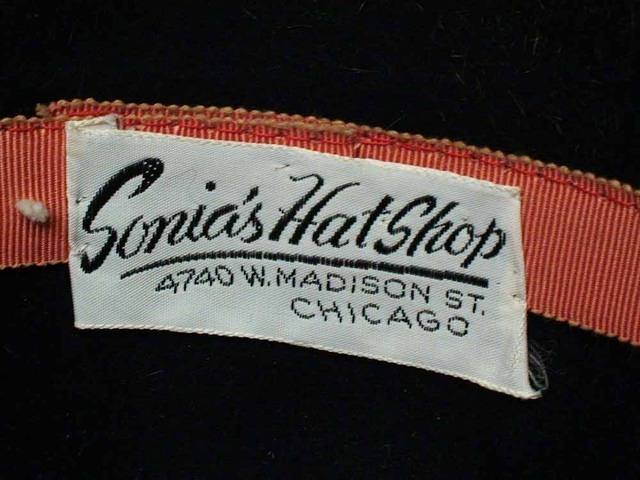 Sonia's Hat Shop
4740 W. MADISON ST.
CHICAGO